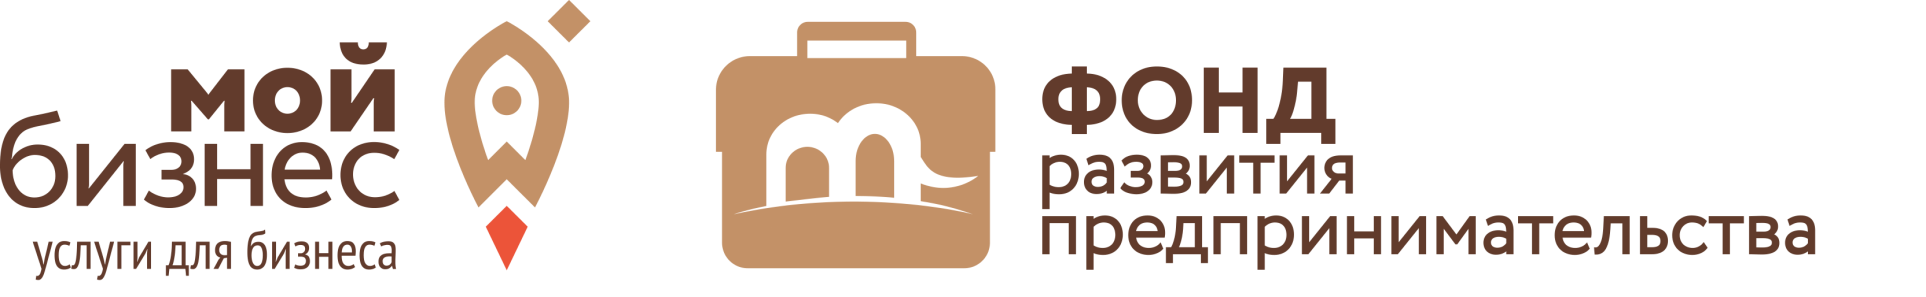 мой
бизнес
услуги для бизнеса
ФОНД
развития
предпринимательства